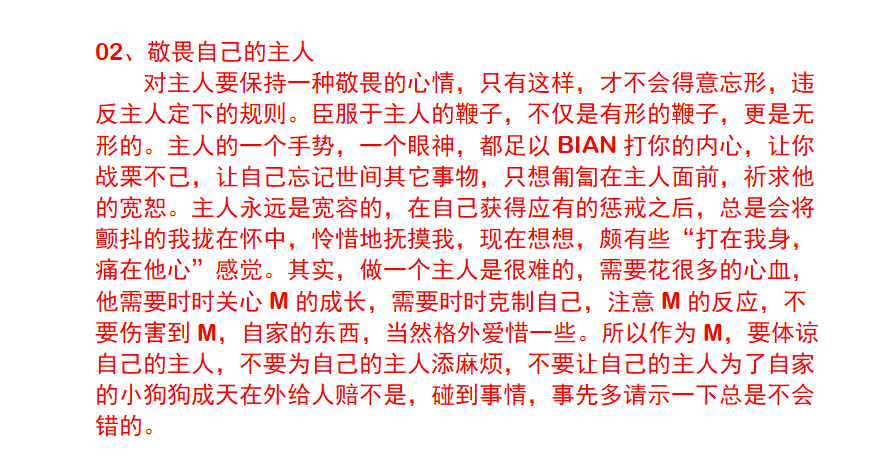 02、敬畏自己的主人
对主人要保持一种敬畏的心情，只有这样，才不会得意忘形，违
反主人定下的规则。臣服于主人的鞭子，不仅是有形的鞭子，更是无
形的。主人的一个手势，一个眼神，都足以 BIAN 打你的内心，让你
战栗不己，让自己忘记世间其它事物，只想匍匐在主人面前，祈求他
的宽恕。主人永远是宽容的，在自己获得应有的惩戒之后，总是会将
颤抖的我拢在怀中，怜惜地抚摸我，现在想想，颇有些“打在我身，
痛在他心”感觉。其实，做一个主人是很难的，需要花很多的心血，
他需要时时关心 M 的成长，需要时时克制自己，注意 M 的反应，不
要伤害到 M，自家的东西，当然格外爱惜一些。所以作为 M，要体谅
自己的主人，不要为自己的主人添麻烦，不要让自己的主人为了自家
的小狗狗成天在外给人赔不是，碰到事情，事先多请示一下总是不会
错的。